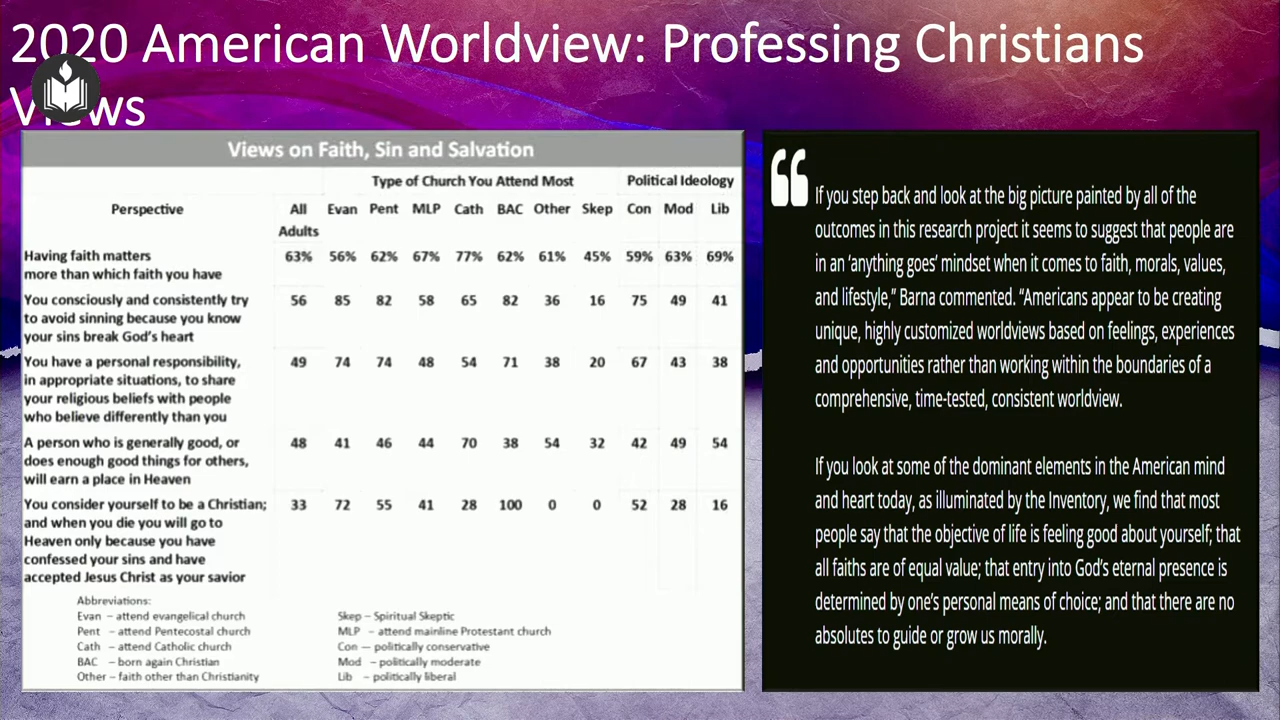 2020 American Worldview: Professing Christians
Views
Views on Faith, Sin and Salvation
Type of Church You Attend Most Political Ideology
Perspective All Evan Pent MLP Cath BAC Other Skep Con Mod Lib
Adults
Having faith matters 63% 56% 62% 67% 77% 62% 61% 45% 59% 63% 69%
more than which faith you have
You consciously and consistently try 56 85 82 58 65 82 36 16 75 49 41
to avoid sinning because you know
your sins break God's heart
You have a personal responsibility, 49 74 74 48 54 71 38 20 67 43 38
in appropriate situations, to share
your religious beliefs with people
who believe differently than you
A person who is generally good, or 48 41 46 44 70 38 54 32 42 49 54
does enough good things for others,
will earn a place in Heaven
You consider yourself to be a Christian; 33 72 55 41 28 100 0 0 52 28 16
and when you die you will go to
Heaven only because you have
confessed your sins and have
accepted Jesus Christ as your savior
Abbreviations:
Evan – attend evangelical church
Pent – attend Pentecostal church
Cath – attend Catholic church
BAC – born again Christian
Other – faith other than Christianity
Skep – Spiritual Skeptic
MLP – attend mainline Protestant church
Con — politically conservative
Mod – politically moderate
Lib – politically liberal
“
If you step back and look at the big picture painted by all of the
outcomes in this research project it seems to suggest that people are
in an ‘anything goes’ mindset when it comes to faith, morals, values,
and lifestyle,” Barna commented. “Americans appear to be creating
unique, highly customized worldviews based on feelings, experiences
and opportunities rather than working within the boundaries of a
comprehensive, time-tested, consistent worldview.
If you look at some of the dominant elements in the American mind
and heart today, as illuminated by the Inventory, we find that most
people say that the objective of life is feeling good about yourself; that
all faiths are of equal value; that entry into God's eternal presence is
determined by one's personal means of choice; and that there are no
absolutes to guide or grow us morally.